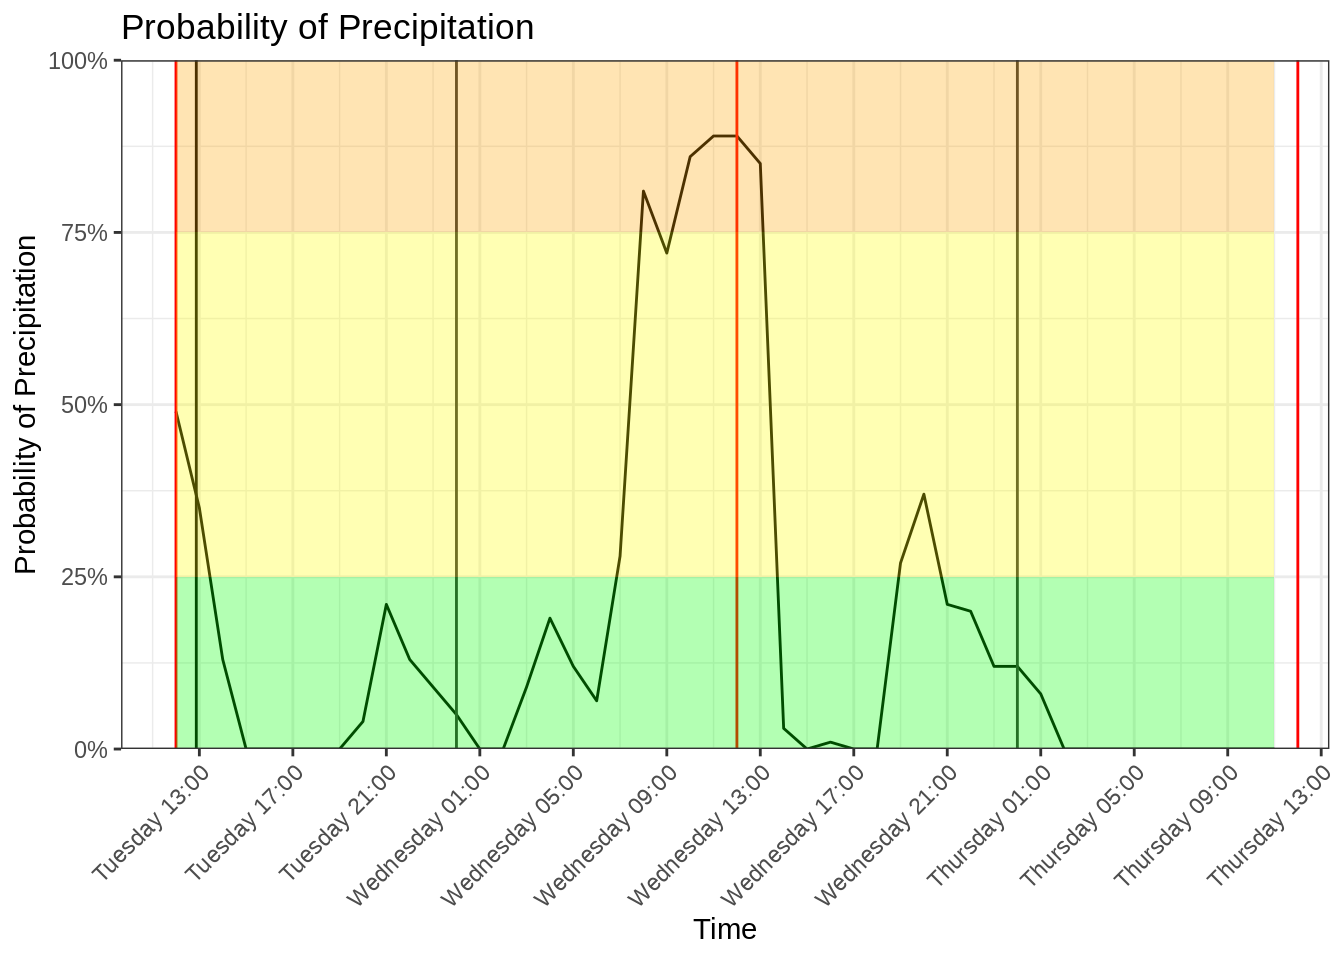 Probability of Precipitation
Probability of Precipitation
100%
75%
50%
25%
0%
Tuesday 13:00
Tuesday 17:00
Tuesday 21:00
Wednesday 01:00
Wednesday 05:00
Wednesday 09:00
Wednesday 13:00
Wednesday 17:00
Wednesday 21:00
Thursday 01:00
Thursday 05:00
Thursday 09:00
Thursday 13:00
Time